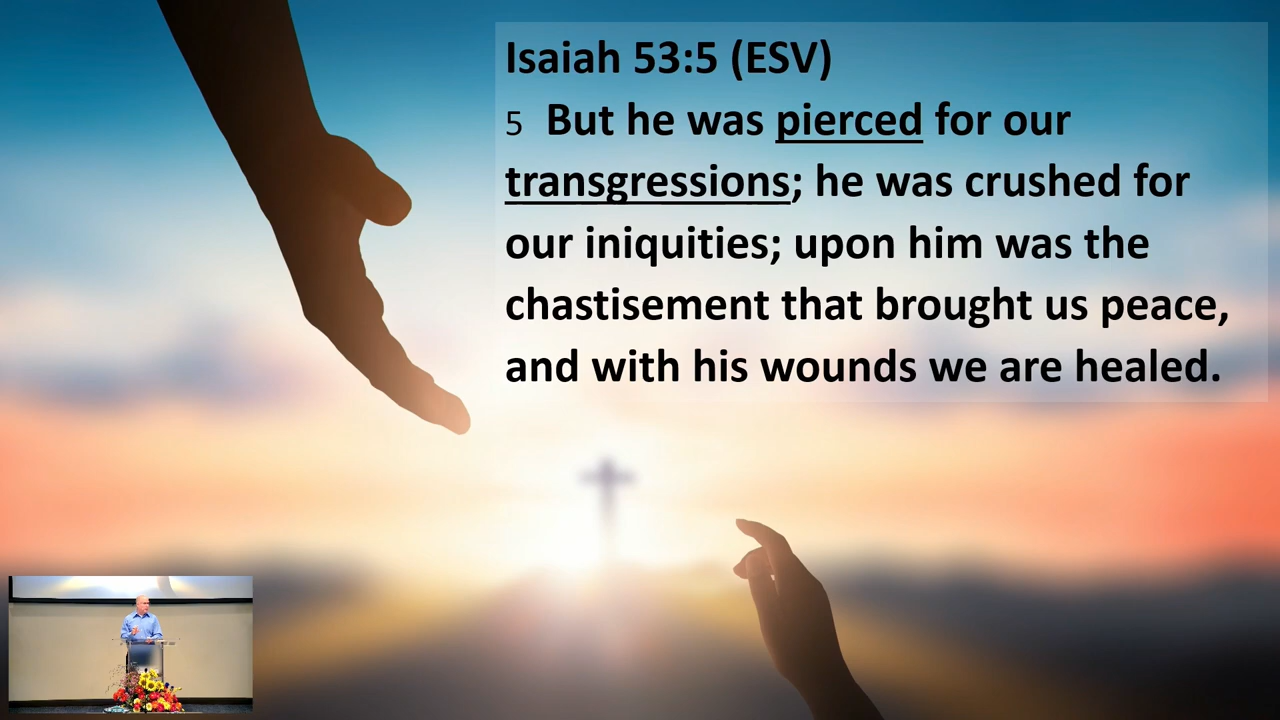 Isaiah 53:5 (ESV)
5 But he was pierced for our
transgressions; he was crushed for
our iniquities; upon him was the
chastisement that brought us peace,
and with his wounds we are healed.